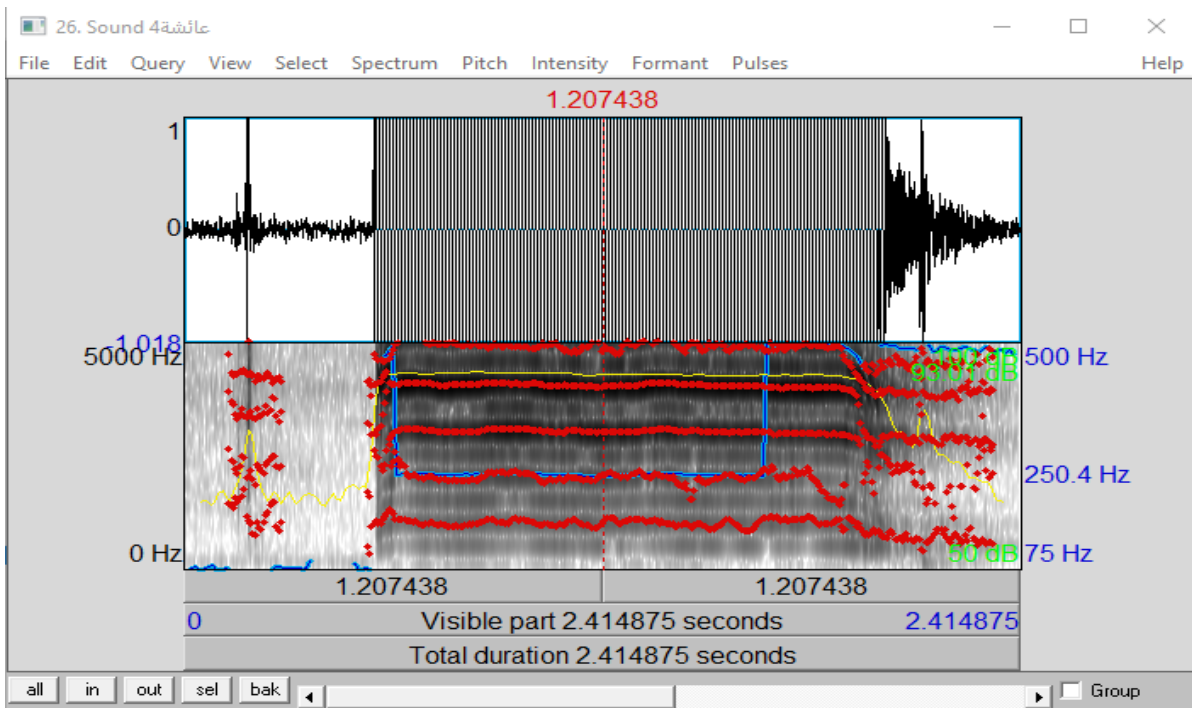 26. Sound 4عائشة
File Edit Query View Select Spectrum Pitch Intensity Formant Pulses Help
1.207438
1
0
-1.018
5000 Hz
500 Hz
250.4 Hz
0 Hz
50 dB
75 Hz
1.207438 1.207438
0 Visible part 2.414875 seconds 2.414875
Total duration 2.414875 seconds
all in out sel bak Group